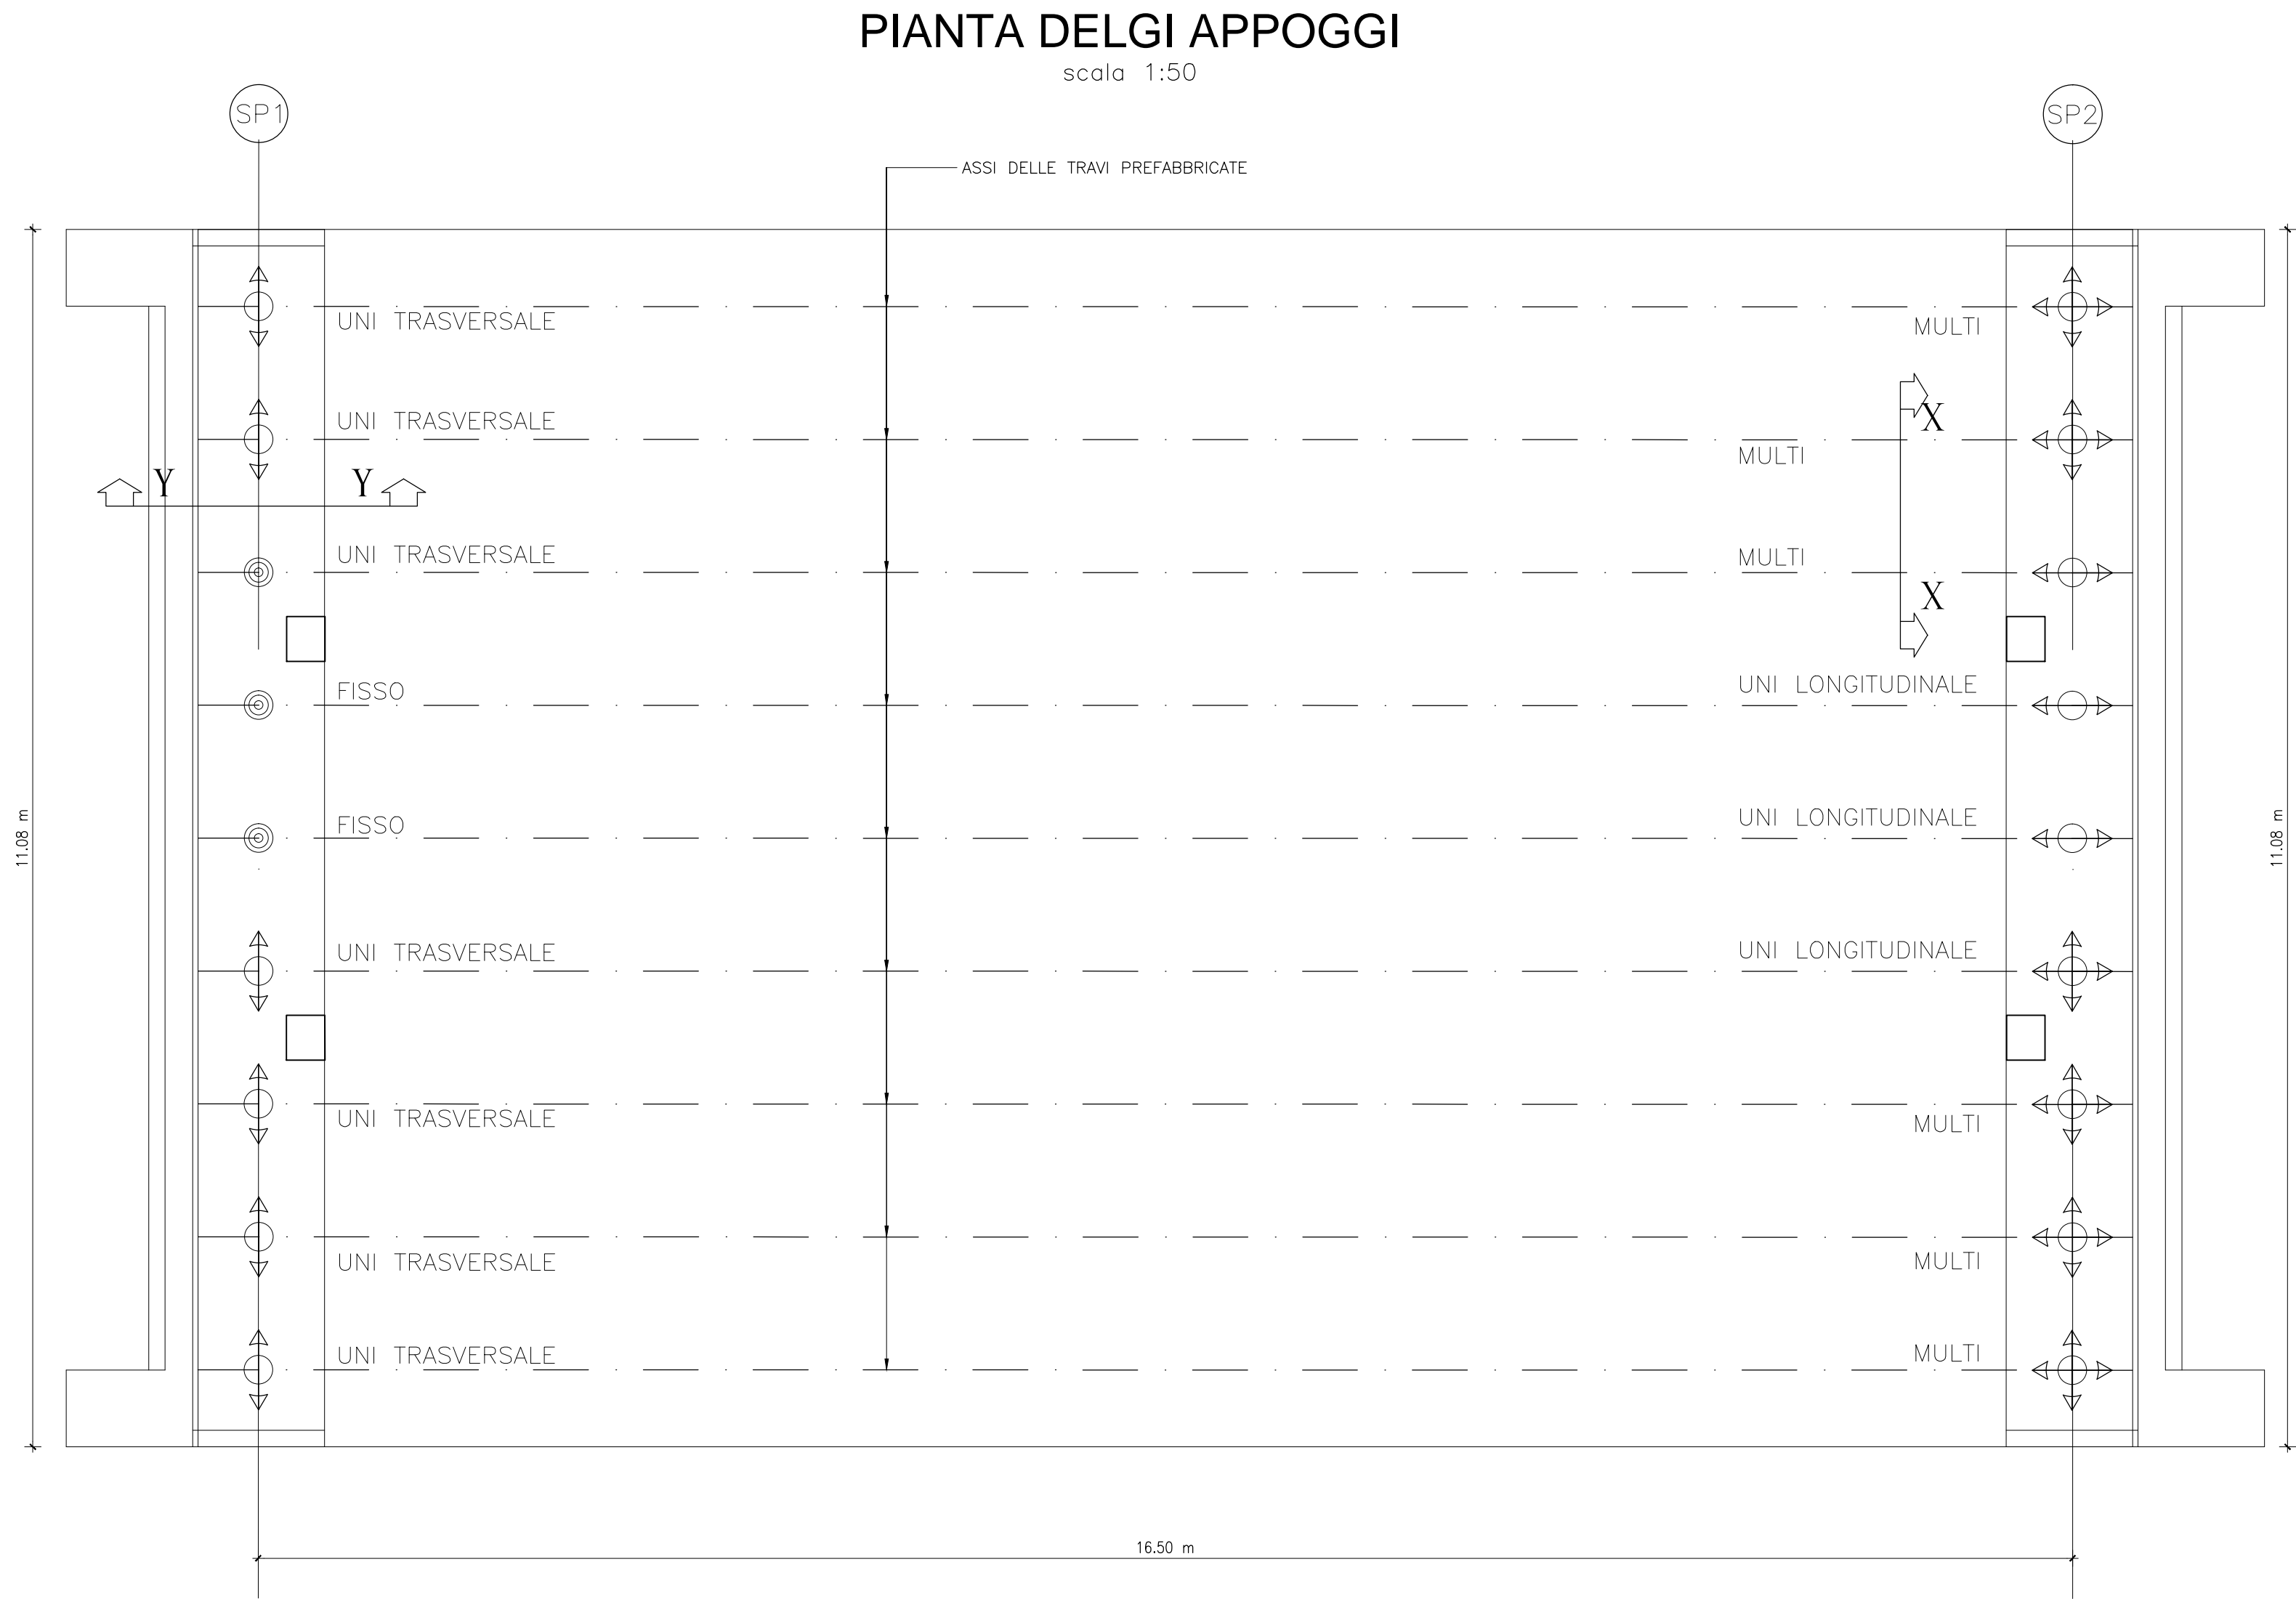 PIANTA DELGI APPOGGI
scala 1:50
SP1
SP2
ASSI DELLE TRAVI PREFABBRICATE
UNI TRASVERSALE
MULTI
UNI TRASVERSALE
X
MULTI
Y Y
UNI TRASVERSALE
MULTI
X
FISSO
UNI LONGITUDINALE
FISSO
UNI LONGITUDINALE
11.08 m
11.08 m
UNI TRASVERSALE
UNI LONGITUDINALE
UNI TRASVERSALE
MULTI
UNI TRASVERSALE
MULTI
UNI TRASVERSALE
MULTI
16.50 m